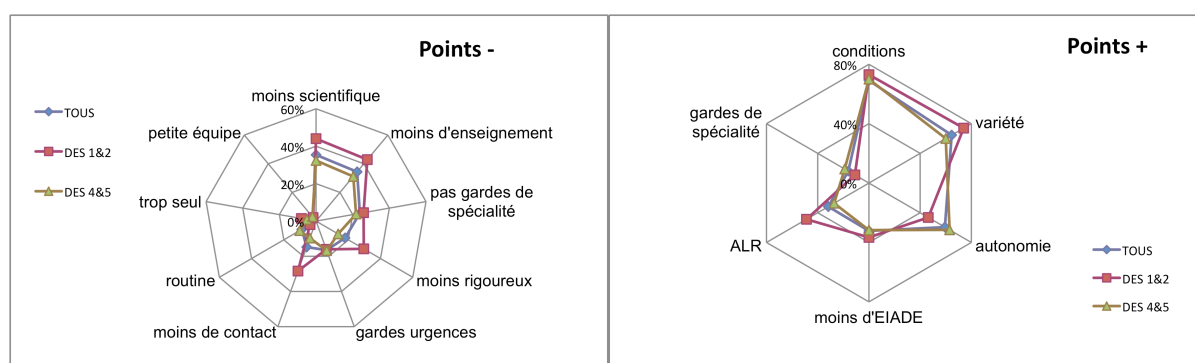 Points -
TOUS
DES 1&2
DES 4&5
moins scientifique
60%
40%
20%
0%
moins d'enseignement
pas gardes de
spécialité
moins rigoureux
gardes urgences
moins de contact
routine
trop seul
petite équipe
Points +
conditions
80%
40%
0%
variété
autonomie
moins d'EIADE
ALR
gardes de
spécialité
TOUS
DES 1&2
DES 4&5